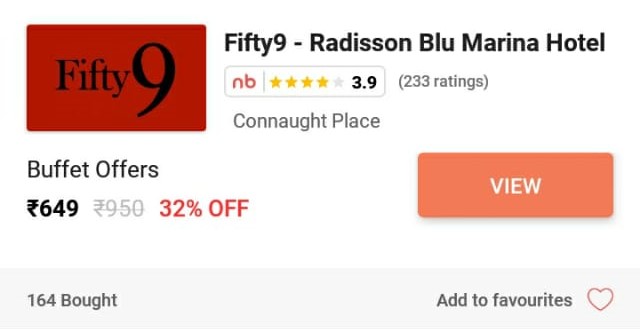 Fifty9
Fifty9 - Radisson Blu Marina Hotel
nb 3.9 (233 ratings)
Connaught Place
Buffet Offers
₹649 ₹950 32% OFF
VIEW
164 Bought
Add to favourites